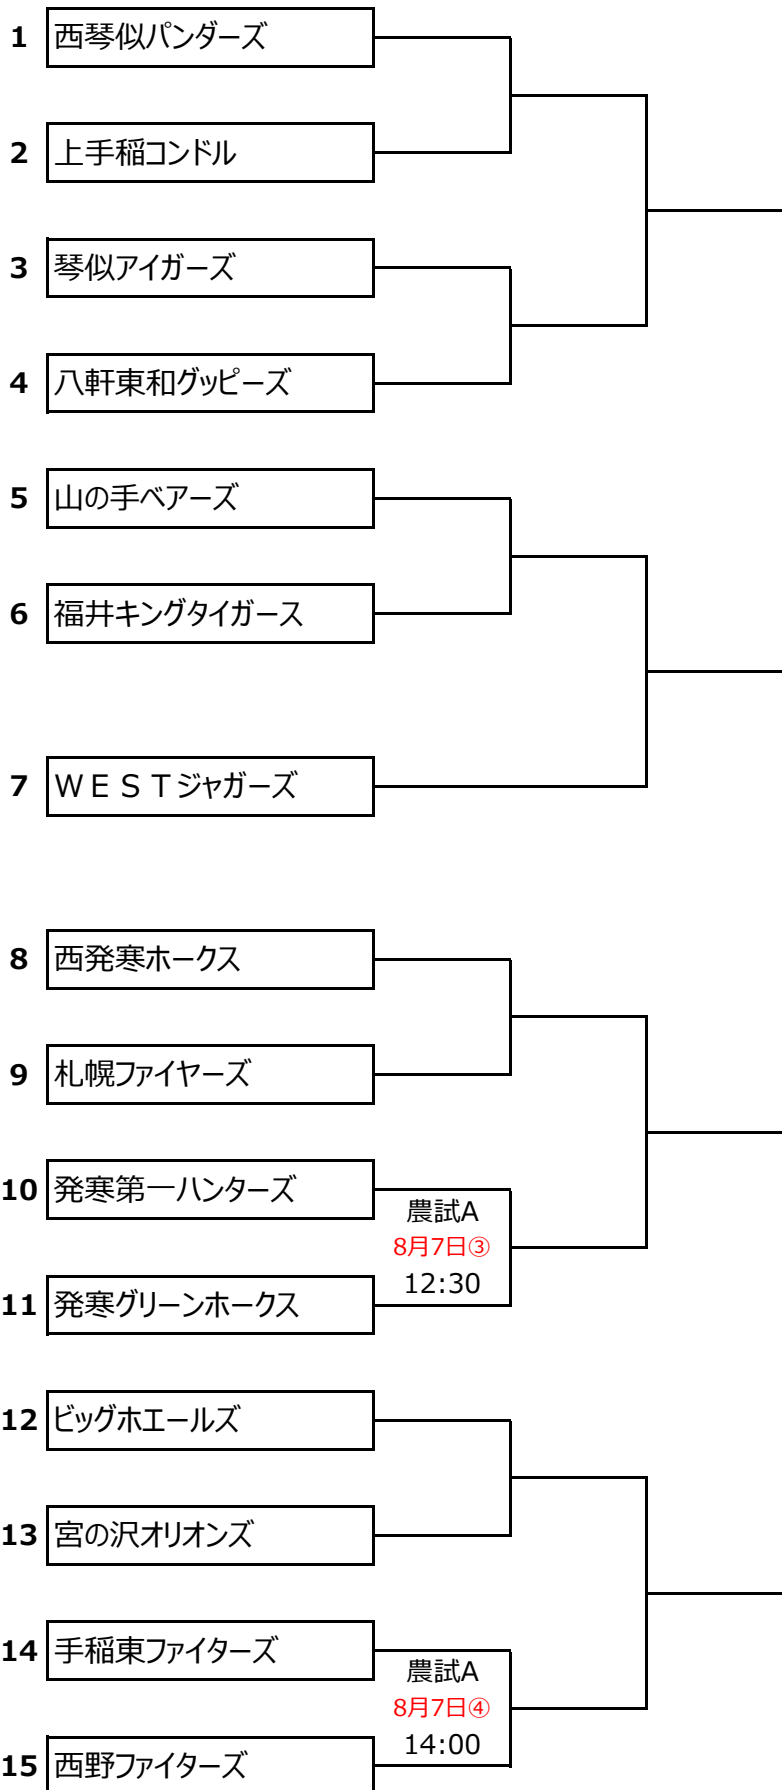 1 西琴似パンダーズ
2 上手稲コンドル
3 琴似アイガーズ
4 八軒東和グッピーズ
5 山の手ベアーズ
6 福井キングタイガース
7 ＷＥＳＴジャガーズ
8 西発寒ホークス
9 札幌ファイヤーズ
10 発寒第一ハンターズ
農試A
8月7日③
12:30
11 発寒グリーンホークス
12 ビッグホエールズ
13 宮の沢オリオンズ
14 手稲東ファイターズ
農試A
8月7日④
14:00
15 西野ファイターズ